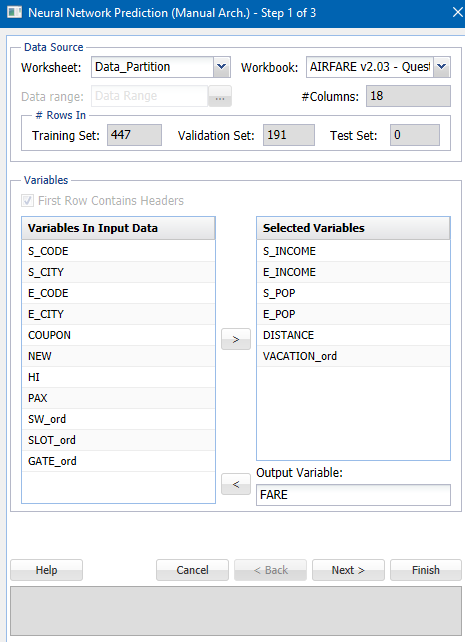 Neural Network Prediction (Manual Arch.) - Step 1 of 3
Data Source
Worksheet: Data_Partition Workbook: AIRFARE v2.03 - Quest
Data range: Data Range ... #Columns: 18
# Rows In
Training Set: 447 Validation Set: 191 Test Set: 0
Variables
First Row Contains Headers
Variables In Input Data
S_CODE
S_CITY
E_CODE
E_CITY
COUPON
NEW
HI
PAX
SW_ord
SLOT_ord
GATE_ord
>
<
Selected Variables
S_INCOME
E_INCOME
S_POP
E_POP
DISTANCE
VACATION_ord
Output Variable:
FARE
Help Cancel < Back Next > Finish